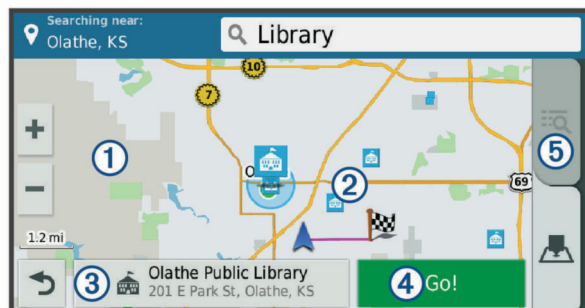 Searching near:
Olathe, KS
Library
10
7
1
5
O
2
69
1.2 mi
3
Olathe Public Library
201 E Park St, Olathe, KS
4
Go!